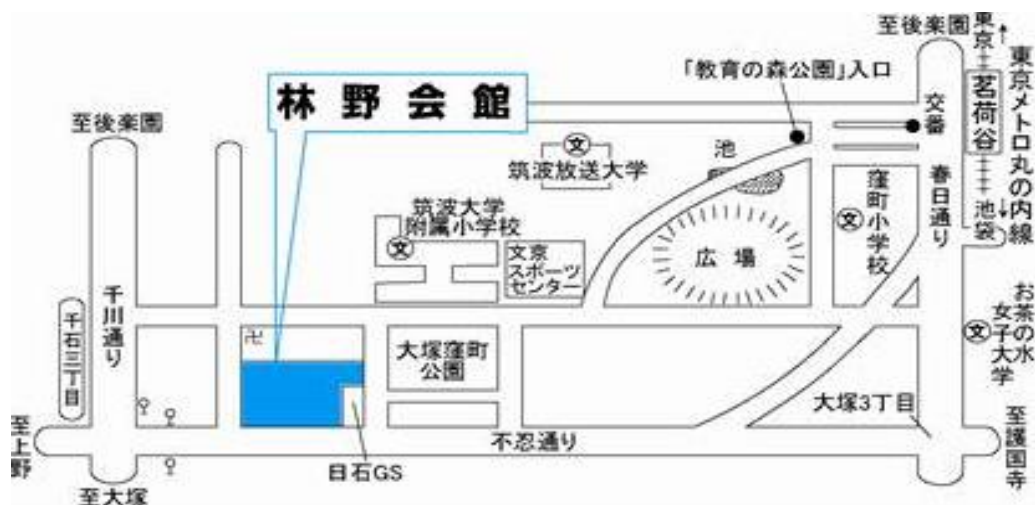 至後楽園
東京
東京メトロ丸の内線
茗荷谷
池袋
「教育の森公園」入口
交番
林野会館
至後楽園
文
筑波放送大学
池
春日通り
窪町小学校
文
筑波大学
附属小学校
文
文京
スポーツ
センター
広場
お茶の水
女子大学
文
千川通り
千石三丁目
卍
大塚窪町
公園
大塚3丁目
至上野
不忍通り
至護国寺
日石GS
至大塚